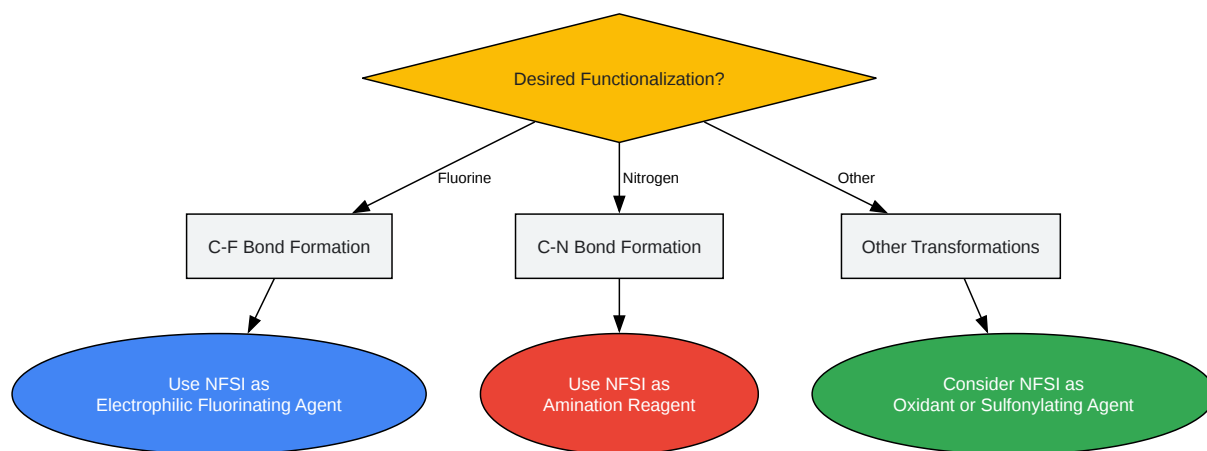 Desired Functionalization?
Fluorine
Nitrogen
Other
C-F Bond Formation
C-N Bond Formation
Other Transformations
Use NFSI as
Electrophilic Fluorinating Agent
Use NFSI as
Amination Reagent
Consider NFSI as
Oxidant or Sulfonylating Agent